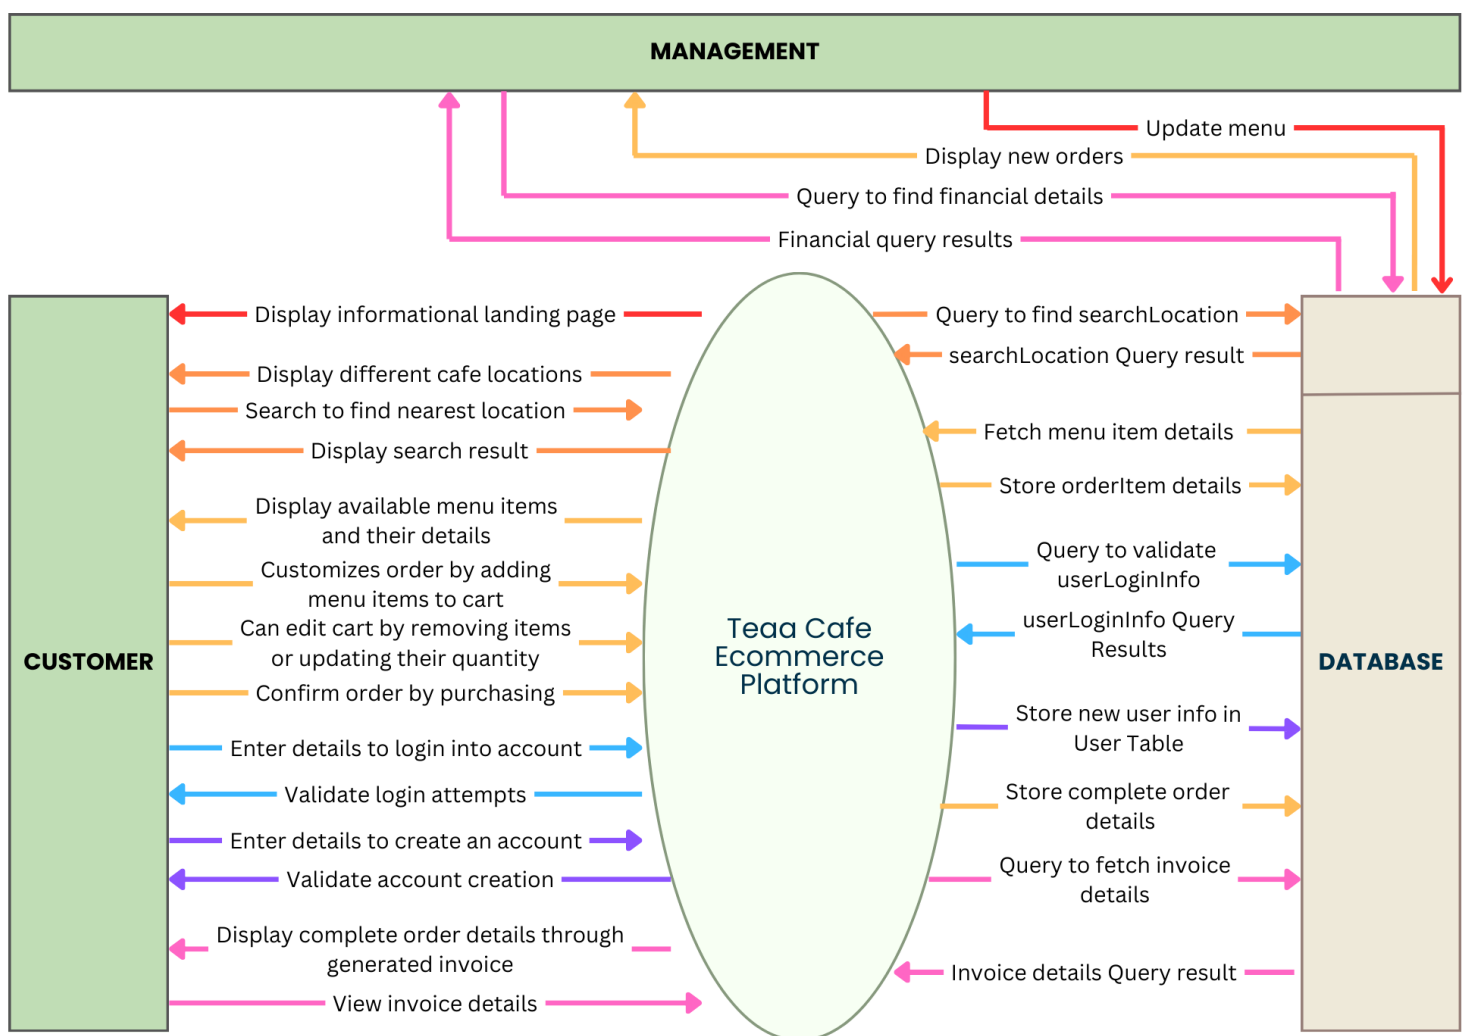 MANAGEMENT
Update menu
Display new orders
Query to find financial details
Financial query results
CUSTOMER
Display informational landing page
Display different cafe locations
Search to find nearest location
Display search result
Display available menu items
and their details
Customizes order by adding
menu items to cart
Can edit cart by removing items
or updating their quantity
Confirm order by purchasing
Enter details to login into account
Validate login attempts
Enter details to create an account
Validate account creation
Display complete order details through
generated invoice
View invoice details
Teaa Cafe
Ecommerce
Platform
Query to find searchLocation
searchLocation Query result
Fetch menu item details
Store orderItem details
Query to validate
userLoginInfo
userLoginInfo Query
Results
Store new user info in
User Table
Store complete order
details
Query to fetch invoice
details
Invoice details Query result
DATABASE